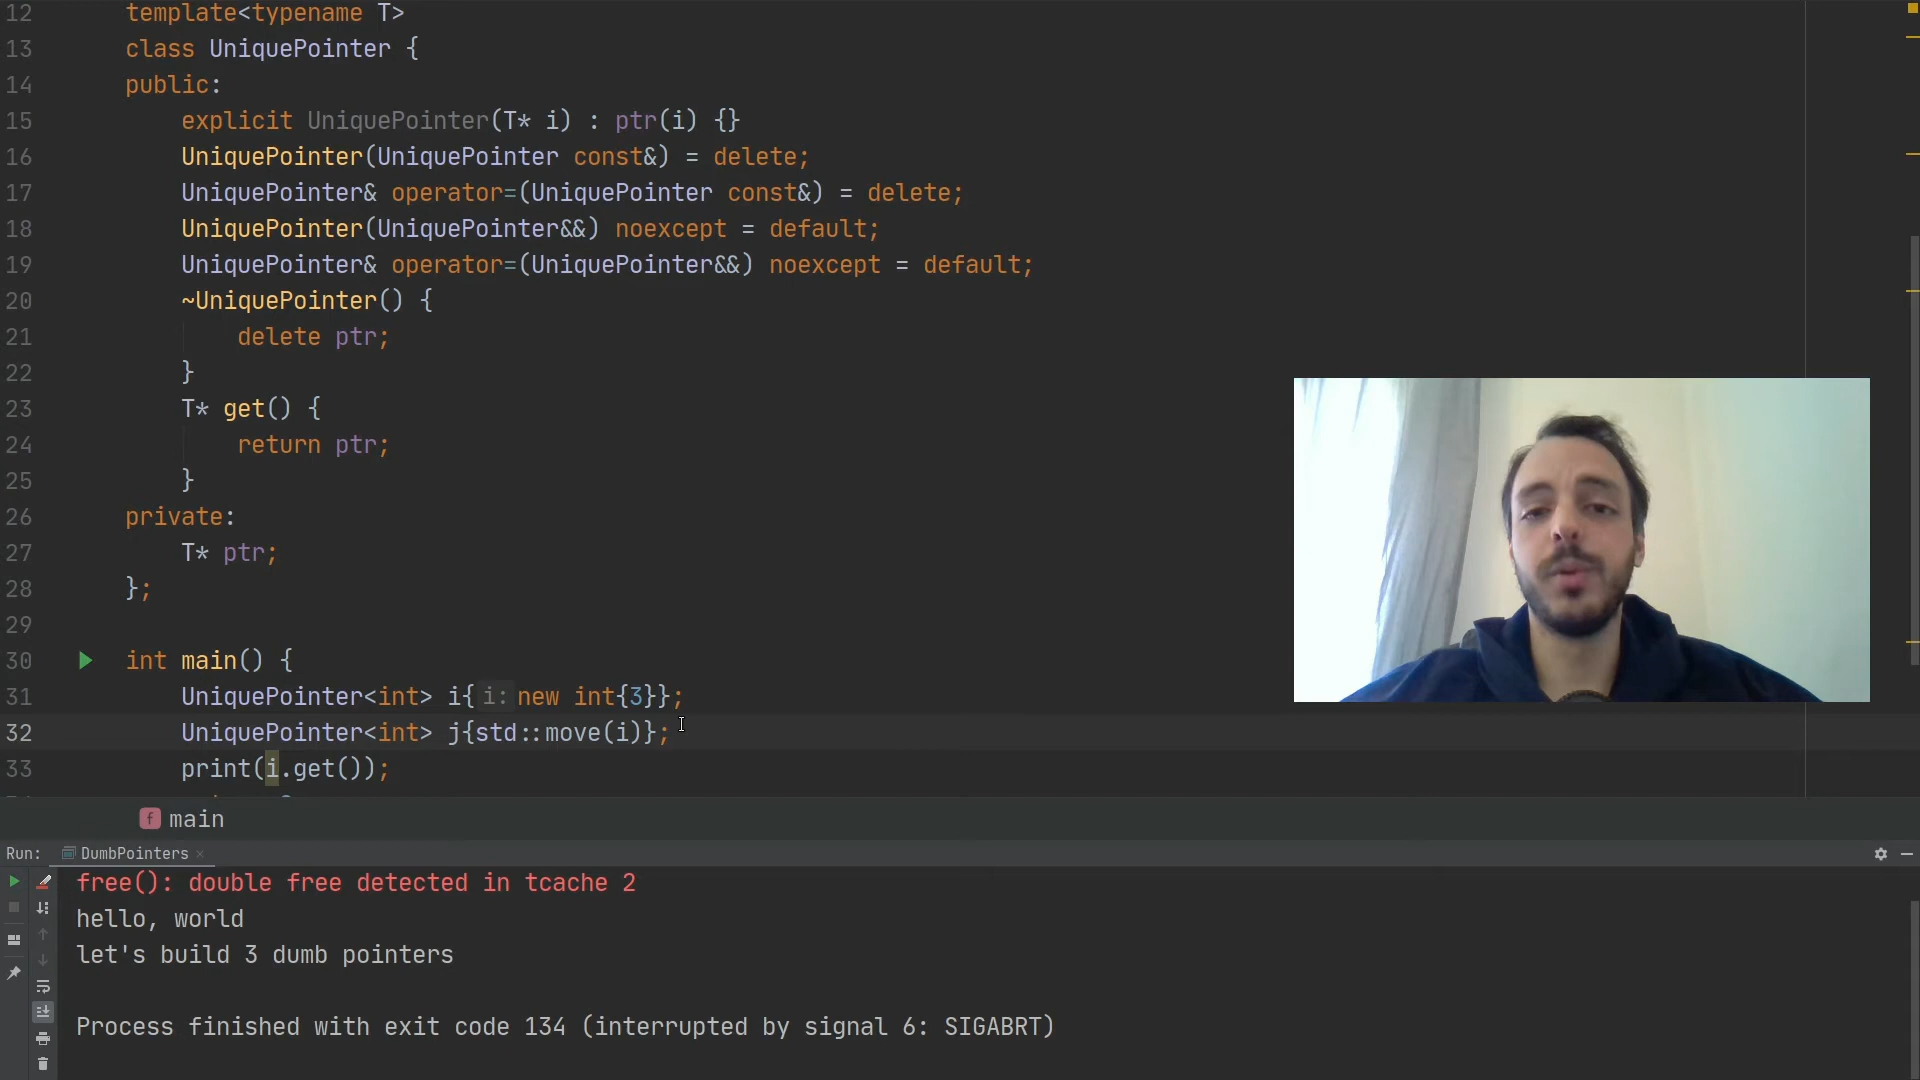 12 template<typename T>
13 class UniquePointer {
14 public:
15 explicit UniquePointer(T* i) : ptr(i) {}
16 UniquePointer(UniquePointer const&) = delete;
17 UniquePointer& operator=(UniquePointer const&) = delete;
18 UniquePointer(UniquePointer&&) noexcept = default;
19 UniquePointer& operator=(UniquePointer&&) noexcept = default;
20 ~UniquePointer() {
21 delete ptr;
22 }
23 T* get() {
24 return ptr;
25 }
26 private:
27 T* ptr;
28 };
29
30 int main() {
31 UniquePointer<int> i{i: new int{3}};
32 UniquePointer<int> j{std::move(i)};
33 print(i.get());
f main
Run: DumbPointers
free(): double free detected in tcache 2
hello, world
let's build 3 dumb pointers
Process finished with exit code 134 (interrupted by signal 6: SIGABRT)